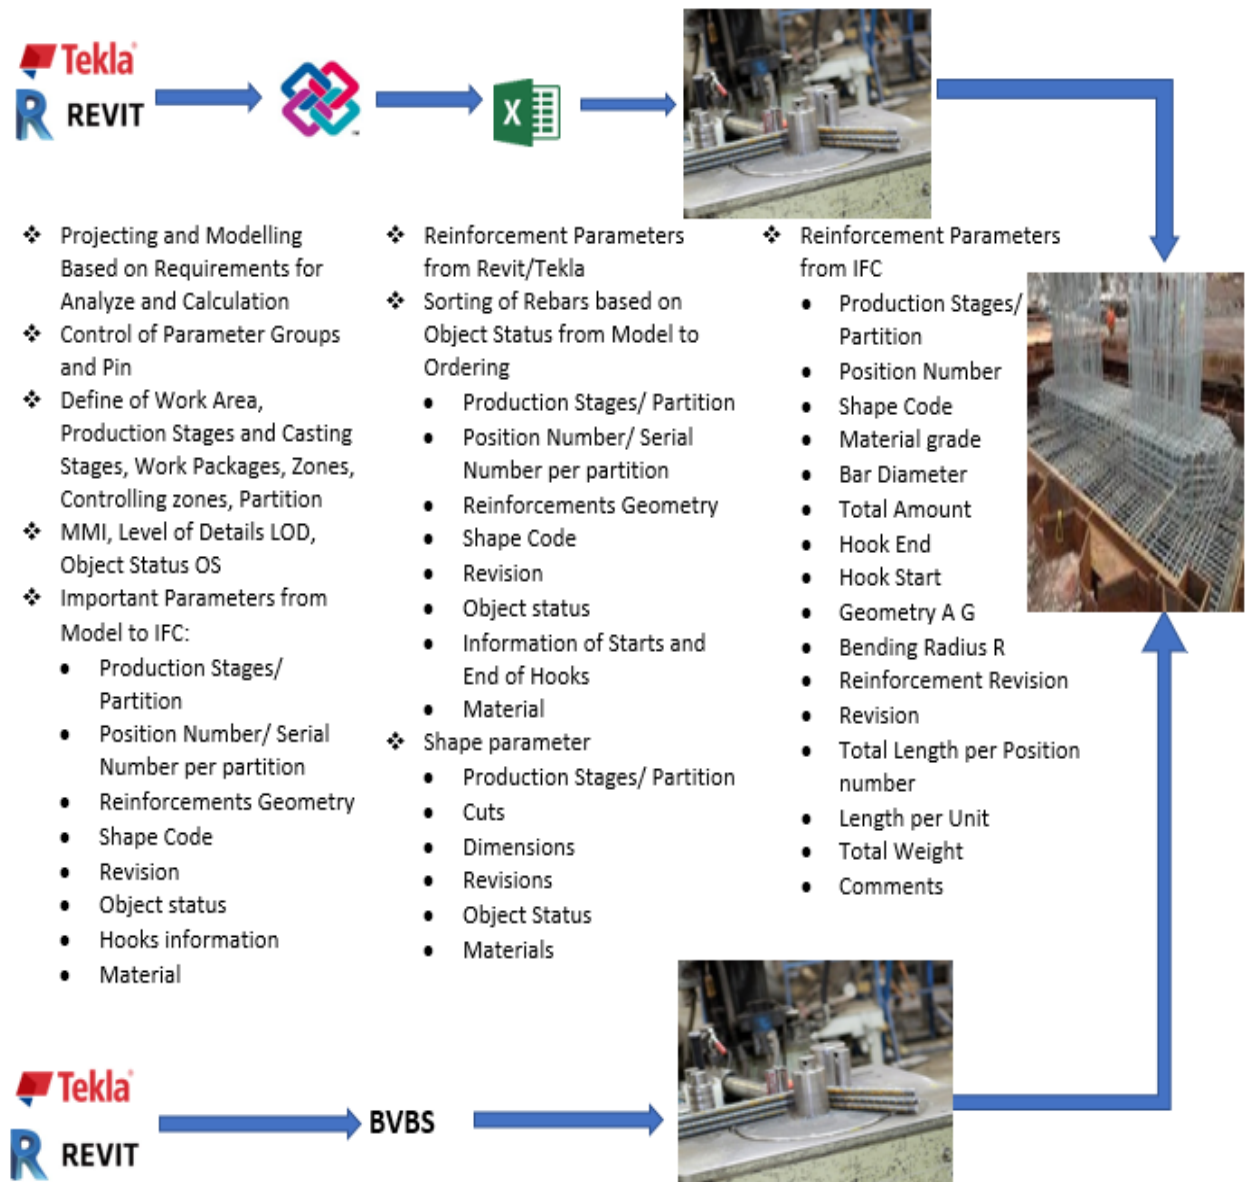 Tekla
REVIT
X
Projecting and Modelling
Based on Requirements for
Analyze and Calculation
Control of Parameter Groups
and Pin
Define of Work Area,
Production Stages and Casting
Stages, Work Packages, Zones,
Controlling zones, Partition
MMI, Level of Details LOD,
Object Status OS
Important Parameters from
Model to IFC:
Production Stages/
Partition
Position Number/ Serial
Number per partition
Reinforcements Geometry
Shape Code
Revision
Object status
Hooks information
Material
Reinforcement Parameters
from Revit/Tekla
Sorting of Rebars based on
Object Status from Model to
Ordering
Production Stages/ Partition
Position Number/ Serial
Number per partition
Reinforcements Geometry
Shape Code
Revision
Object status
Information of Starts and
End of Hooks
Material
Shape parameter
Production Stages/ Partition
Cuts
Dimensions
Revisions
Object Status
Materials
Reinforcement Parameters
from IFC
Production Stages/
Partition
Position Number
Shape Code
Material grade
Bar Diameter
Total Amount
Hook End
Hook Start
Geometry A G
Bending Radius R
Reinforcement Revision
Revision
Total Length per Position
number
Length per Unit
Total Weight
Comments
Tekla
REVIT
BVBS